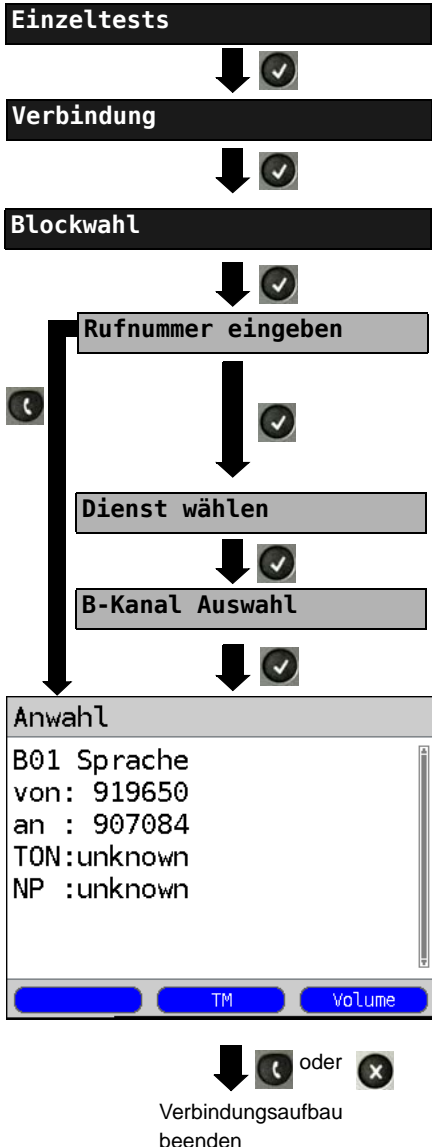 Einzeltests
Verbindung
Blockwahl
Rufnummer eingeben
Dienst wählen
B-Kanal Auswahl
Anwahl
B01 Sprache
von: 919650
an : 907084
TON:unknown
NP :unknown
TM Volume
oder
Verbindungsaufbau
beenden